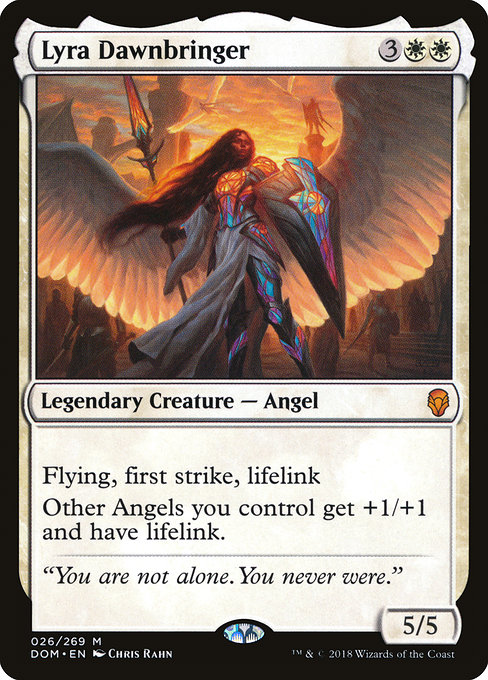 Lyra Dawnbringer 3
Legendary Creature — Angel
Flying, first strike, lifelink
Other Angels you control get +1/+1
and have lifelink.
“You are not alone. You never were.”
5/5
026/269 M
DOM • EN Chris Rahn
™ & © 2018 Wizards of the Coast